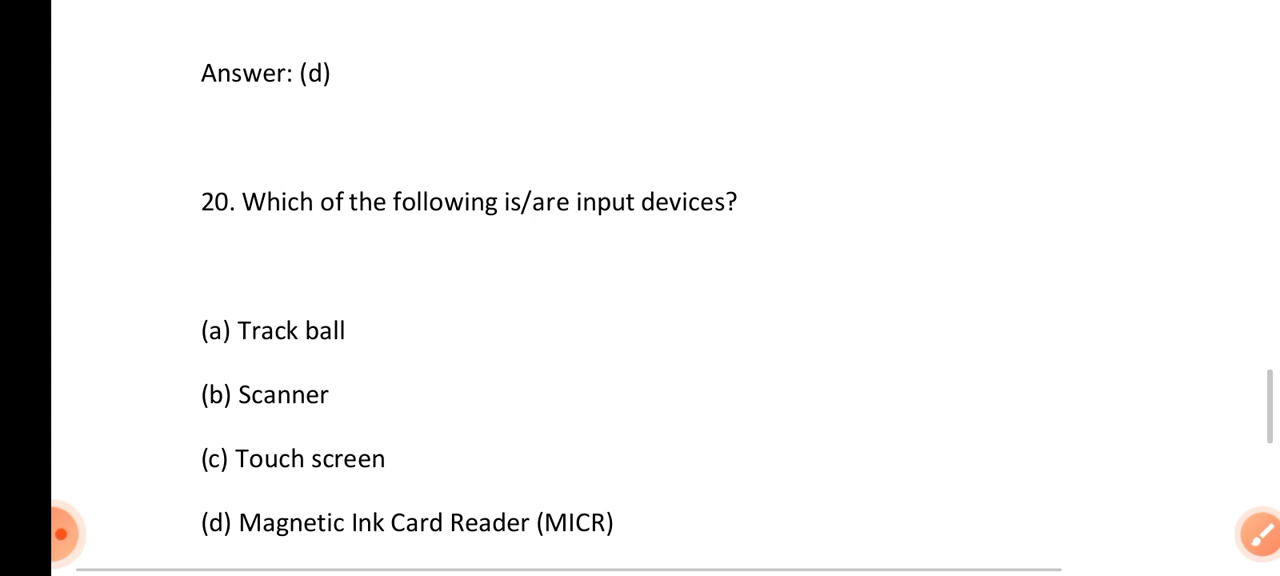 Answer: (d)
20. Which of the following is/are input devices?
(a) Track ball
(b) Scanner
(c) Touch screen
(d) Magnetic Ink Card Reader (MICR)